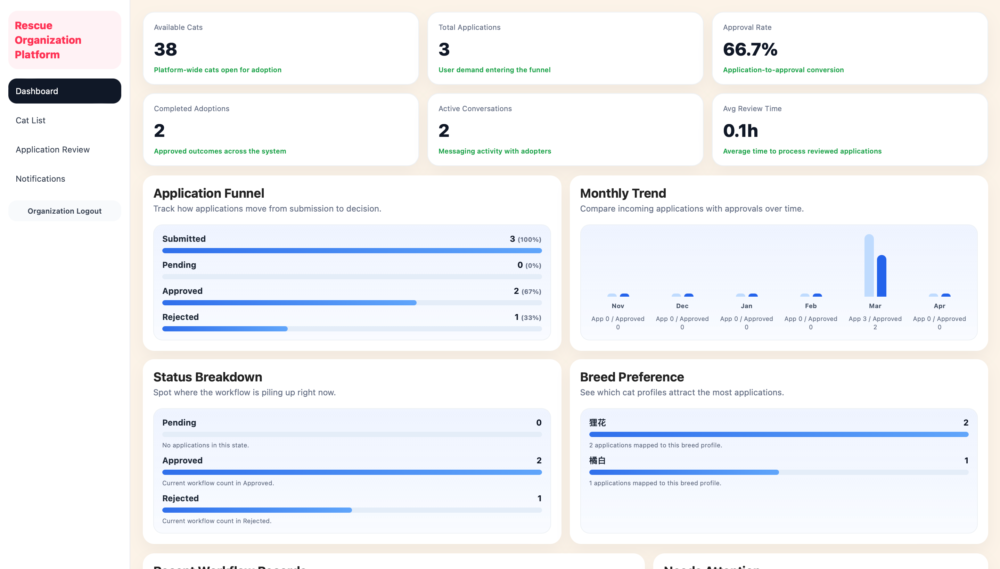 Rescue
Organization
Platform
Dashboard
Cat List
Application Review
Notifications
Organization Logout
Available Cats
38
Platform-wide cats open for adoption
Total Applications
3
User demand entering the funnel
Approval Rate
66.7%
Application-to-approval conversion
Completed Adoptions
2
Approved outcomes across the system
Active Conversations
2
Messaging activity with adopters
Avg Review Time
0.1h
Average time to process reviewed applications
Application Funnel
Track how applications move from submission to decision.
Submitted 3 (100%)
Pending 0 (0%)
Approved 2 (67%)
Rejected 1 (33%)
Monthly Trend
Compare incoming applications with approvals over time.
Nov
App 0 / Approved
0
Dec
App 0 / Approved
0
Jan
App 0 / Approved
0
Feb
App 0 / Approved
0
Mar
App 3 / Approved
2
Apr
App 0 / Approved
0
Status Breakdown
Spot where the workflow is piling up right now.
Pending 0
No applications in this state.
Approved 2
Current workflow count in Approved.
Rejected 1
Current workflow count in Rejected.
Breed Preference
See which cat profiles attract the most applications.
狸花 2
2 applications mapped to this breed profile.
橘白 1
1 applications mapped to this breed profile.
Recent Workflow Records
Needs Attention